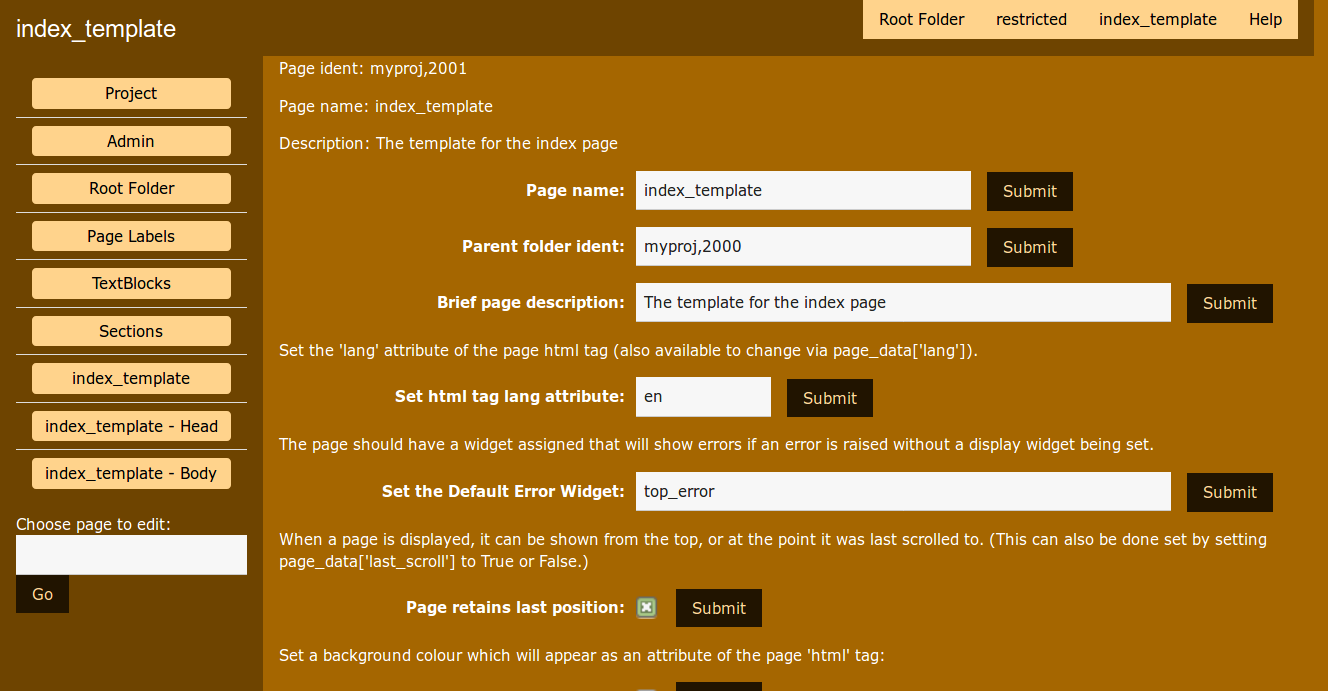 index_template
Root Folder restricted index_template Help
Project
Admin
Root Folder
Page Labels
TextBlocks
Sections
index_template
index_template - Head
index_template - Body
Choose page to edit:
Go
Page ident: myproj,2001
Page name: index_template
Description: The template for the index page
Page name: index_template Submit
Parent folder ident: myproj,2000 Submit
Brief page description: The template for the index page Submit
Set the 'lang' attribute of the page html tag (also available to change via page_data['lang']).
Set html tag lang attribute: en Submit
The page should have a widget assigned that will show errors if an error is raised without a display widget being set.
Set the Default Error Widget: top_error Submit
When a page is displayed, it can be shown from the top, or at the point it was last scrolled to. (This can also be done set by setting
page_data['last_scroll'] to True or False.)
Page retains last position: Submit
Set a background colour which will appear as an attribute of the page 'html' tag: